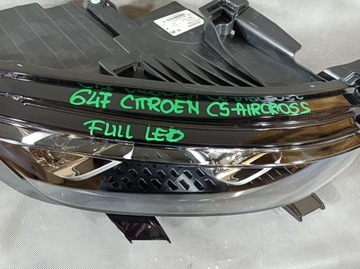 647 CITROEN C5-AIRCROSS
FULL LED